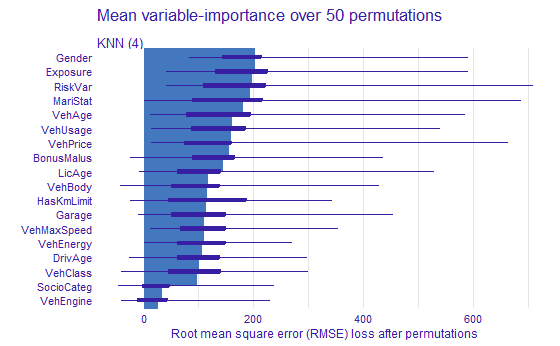 Mean variable-importance over 50 permutations
KNN (4)
Gender
Exposure
RiskVar
MariStat
VehAge
VehUsage
VehPrice
BonusMalus
LicAge
VehBody
HasKmLimit
Garage
VehMaxSpeed
VehEnergy
DrivAge
VehClass
SocioCateg
VehEngine
0 200 400 600
Root mean square error (RMSE) loss after permutations